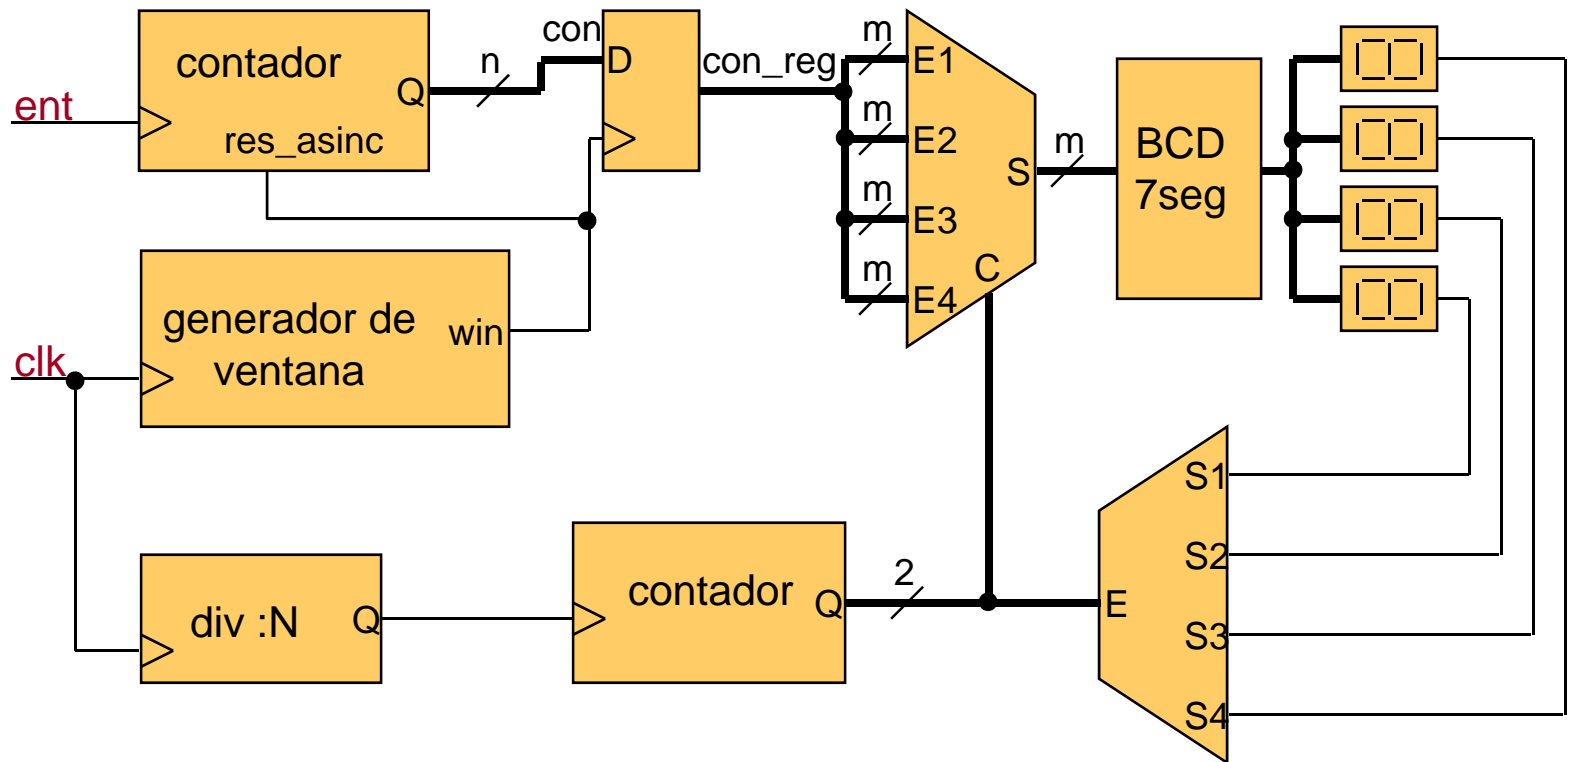 contador
Q
ent
res_asinc
n
con
D
con_reg
m
E1
m
E2
m
E3
m
E4
S
C
m
BCD
7seg
generador de
ventana
win
clk
div :N
Q
contador
Q
2
E
S1
S2
S3
S4